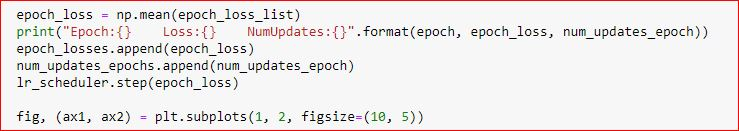 epoch_loss = np.mean(epoch_loss_list)
print("Epoch:{}    Loss:{}    NumUpdates:{}".format(epoch, epoch_loss, num_updates_epoch))
epoch_losses.append(epoch_loss)
num_updates_epochs.append(num_updates_epoch)
lr_scheduler.step(epoch_loss)

fig, (ax1, ax2) = plt.subplots(1, 2, figsize=(10, 5))